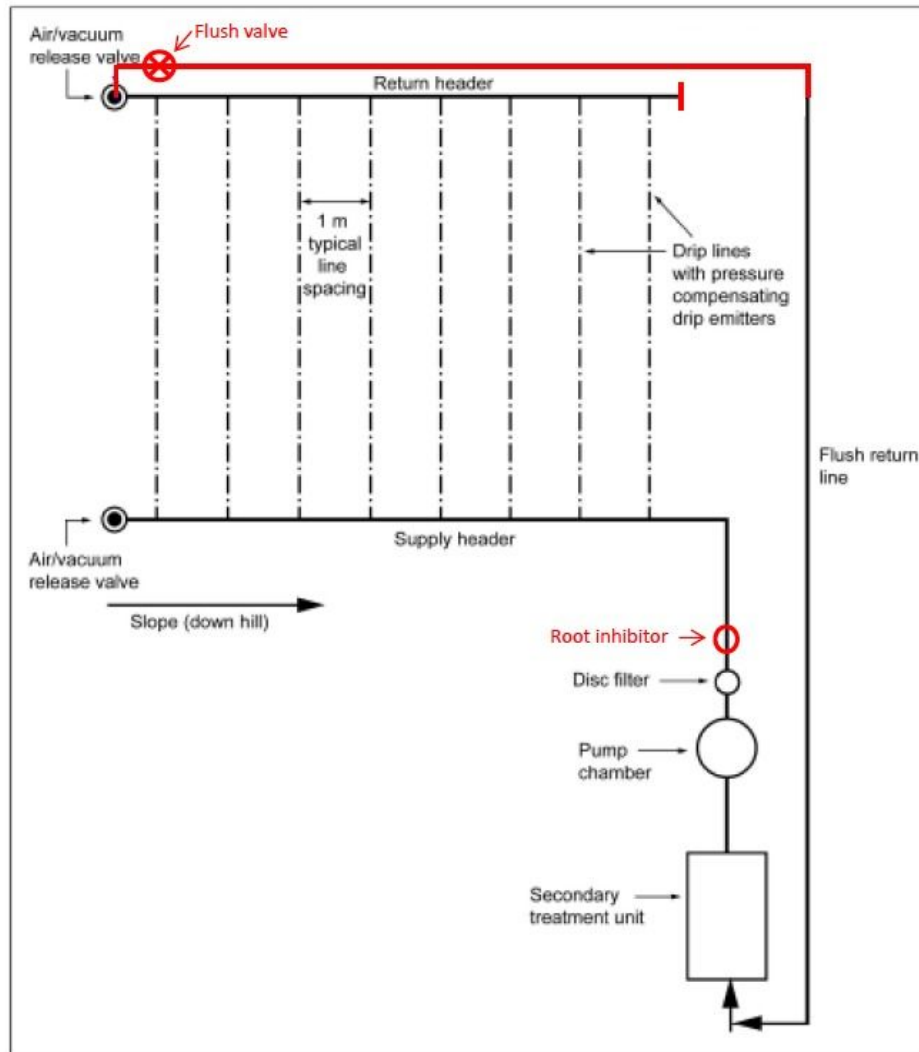 Air/vacuum
release valve
Flush valve
Return header
1 m
typical
line
spacing
Drip lines
with pressure
compensating
drip emitters
Flush return
line
Supply header
Air/vacuum
release valve
Slope (down hill)
Root inhibitor
Disc filter
Pump
chamber
Secondary
treatment unit